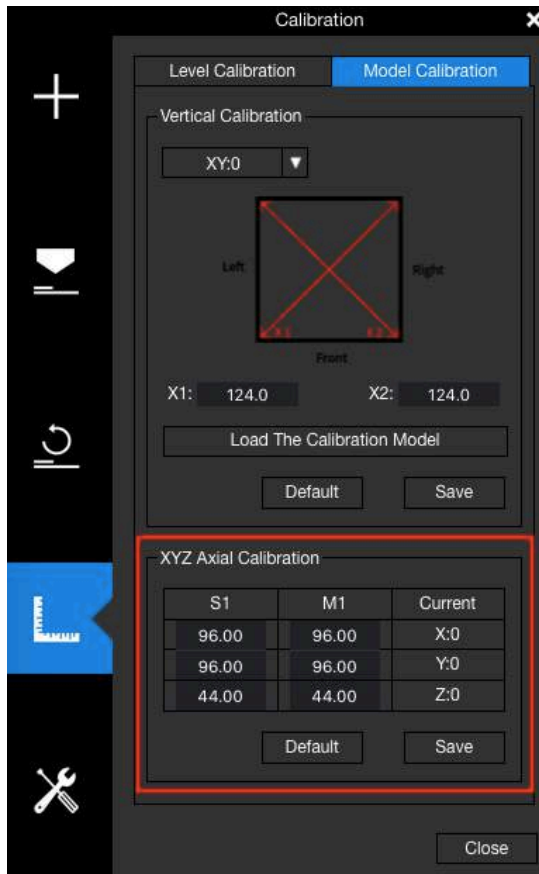 Calibration
Level Calibration Model Calibration
Vertical Calibration
XY:0
Left Right
X1 X2
Front
X1: 124.0 X2: 124.0
Load The Calibration Model
Default Save
XYZ Axial Calibration
S1 M1 Current
96.00 96.00 X:0
96.00 96.00 Y:0
44.00 44.00 Z:0
Default Save
Close